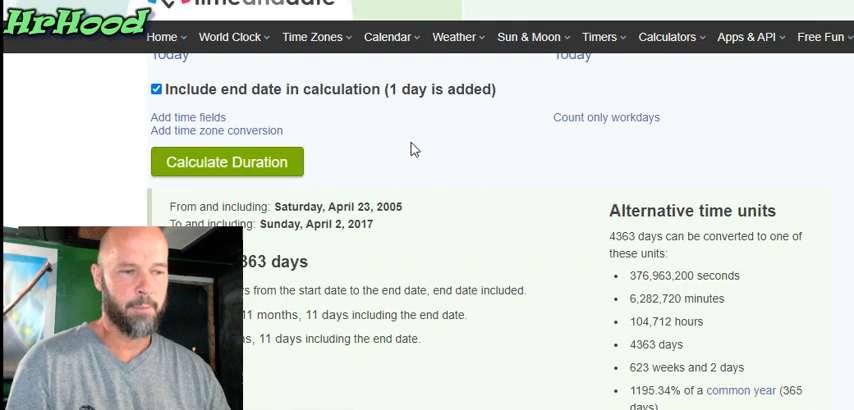 HrHood
timeanddate
Home World Clock Time Zones Calendar Weather Sun & Moon Timers Calculators Apps & API Free Fun
Today Today
Include end date in calculation (1 day is added)
Add time fields
Add time zone conversion
Count only workdays
Calculate Duration
From and including: Saturday, April 23, 2005
To and including: Sunday, April 2, 2017
363 days
from the start date to the end date, end date included.
11 months, 11 days including the end date.
11 days including the end date.
Alternative time units
4363 days can be converted to one of
these units:
376,963,200 seconds
6,282,720 minutes
104,712 hours
4363 days
623 weeks and 2 days
1195.34% of a common year (365
days)